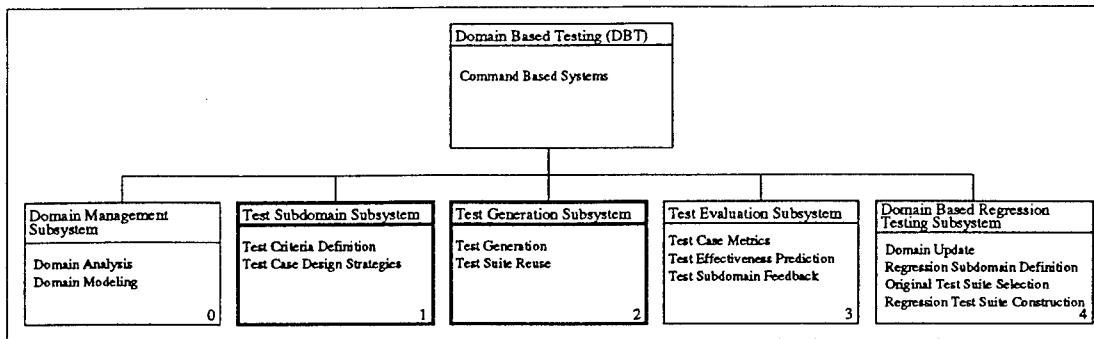 Domain Based Testing (DBT)
Command Based Systems
Domain Management
Subsystem
Domain Analysis
Domain Modeling
0
Test Subdomain Subsystem
Test Criteria Definition
Test Case Design Strategies
1
Test Generation Subsystem
Test Generation
Test Suite Reuse
2
Test Evaluation Subsystem
Test Case Metrics
Test Effectiveness Prediction
Test Subdomain Feedback
3
Domain Based Regression
Testing Subsystem
Domain Update
Regression Subdomain Definition
Original Test Suite Selection
Regression Test Suite Construction
4